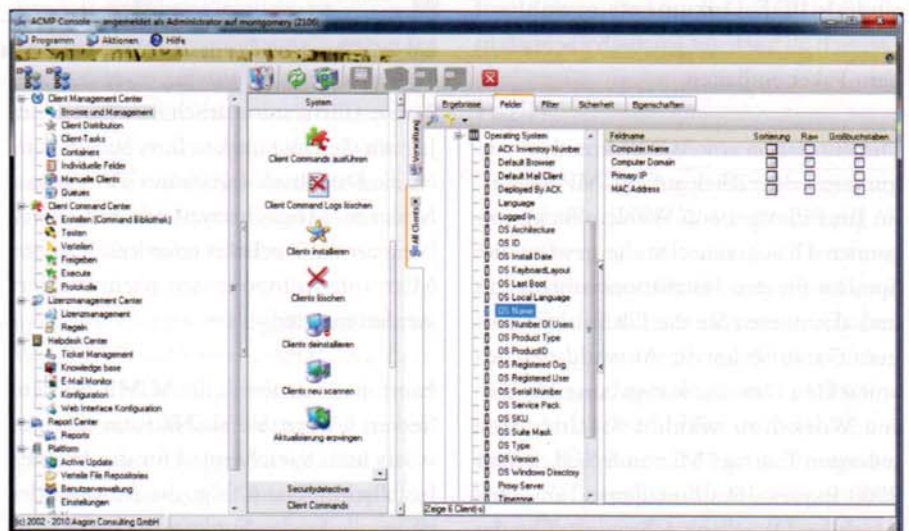 ACMP Console - angemeldet als Administrator auf montgomery (2106)
Programm Aktionen Hilfe
Client Management Center
Browse und Management
Client Distribution
Client Tasks
Container
Individuelle Felder
Manuelle Clients
Queues
Client Command Center
Erstellen (Command Kästchen)
Testen
Verteilen
Freigeben
Execute
Protokolle
Lizenzmanagement Center
Lizenzmanagement
Regeln
Helpdesk Center
Ticket Management
Knowledge base
E-Mail Monitor
Konfiguration
Web Interface Konfiguration
Report Center
Reports
Platform
Active Update
Verteile File Repositories
Benutzerverwaltung
Einstellungen
System
Client Commands ausführen
Client Command Logs löschen
Clients löschen
Clients deinstallieren
Clients neu scannen
Aktualisierung erzwingen
Securitydetective
Client Commands
Vorwaltung
All Clients
Ergebnisse Felder Filter Sicherheit Eigenschaften
Operating System
ACK Inventory Number
Default Browser
Default Mail Client
Deployed By ACK
Language
Logged In
OS Architecture
OS ID
OS Install Date
OS KeyboardLayout
OS Last Boot
OS Local Language
OS Name
OS Number Of Users
OS Product Type
OS ProductID
OS Registered Org.
OS Registered User
OS Serial Number
OS Service Pack
OS SKU
OS Suite Mask
OS Type
OS Version
OS Windows Directory
Proxy Server
Timezone
Feldname Sortierung Raw Großbuchstaben
Computer Name
Computer Domain
Primary IP
MAC Address
Zeige 6 Client(-s)
(c) 2002 - 2010 Aagon Consulting GmbH